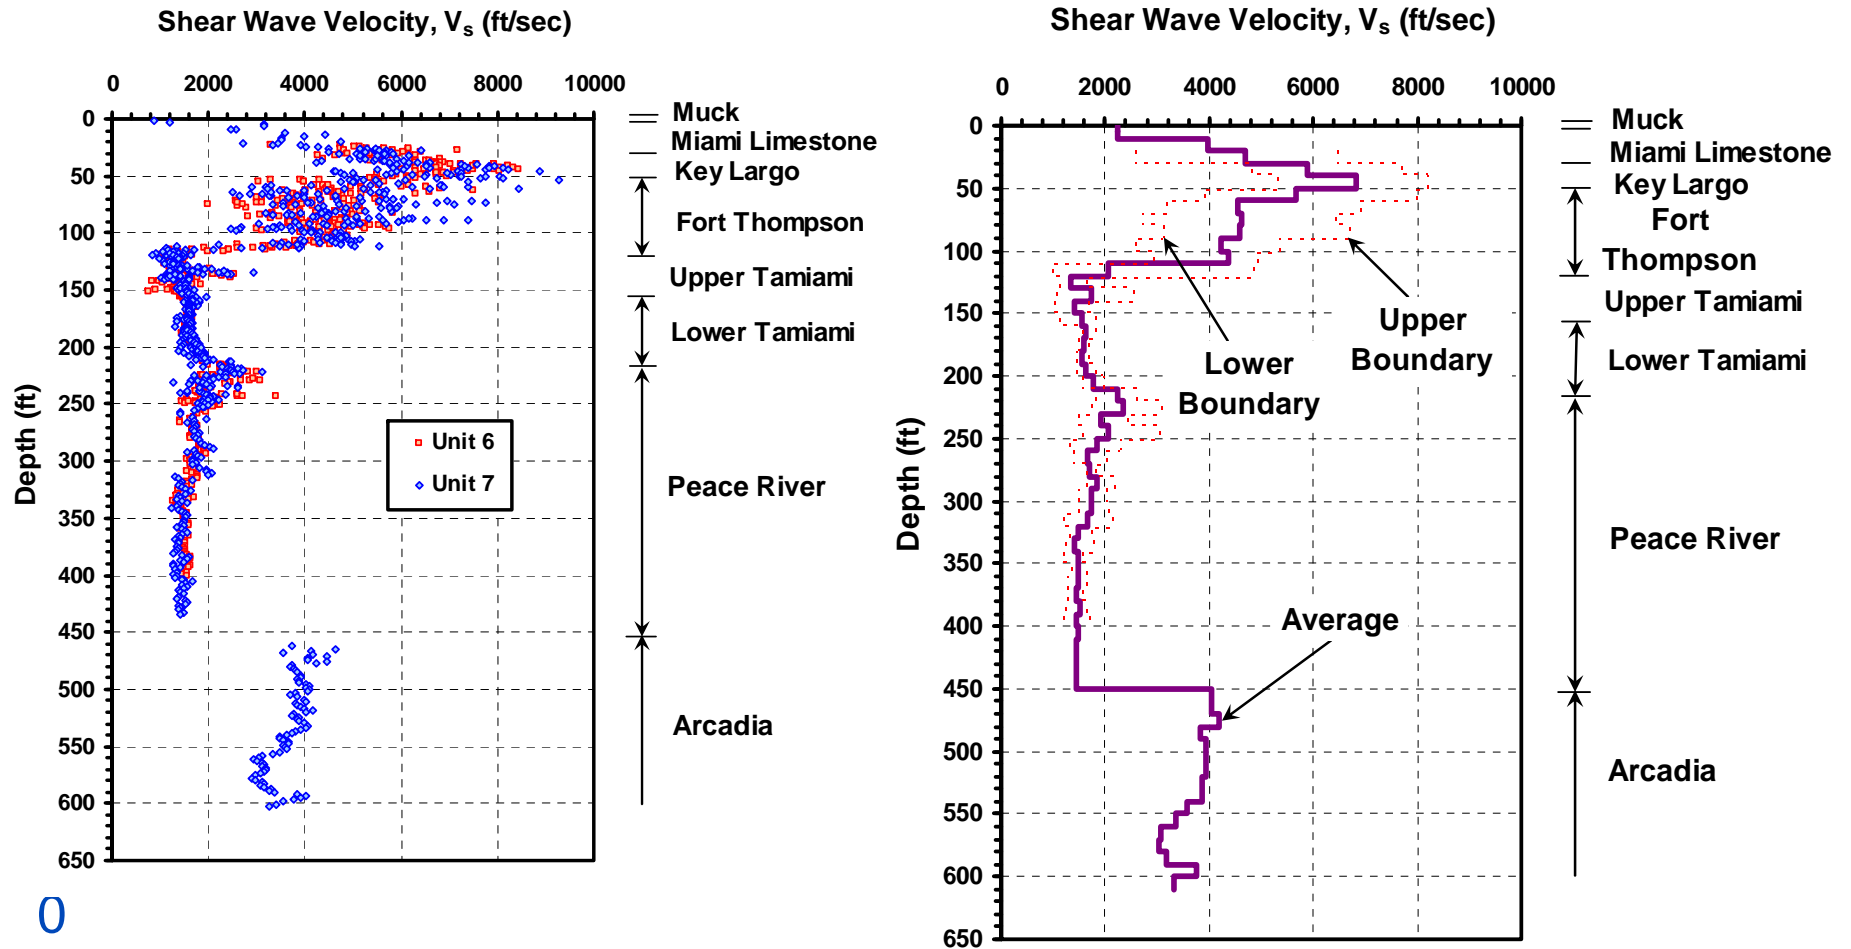 Shear Wave Velocity, Vs (ft/sec)
0 2000 4000 6000 8000 10000
0
50
100
150
200
250
300
350
400
450
500
550
600
650
Depth (ft)
Unit 6
Unit 7
Muck
Miami Limestone
Key Largo
Fort Thompson
Upper Tamiami
Lower Tamiami
Peace River
Arcadia
0
Shear Wave Velocity, Vs (ft/sec)
0 2000 4000 6000 8000 10000
0
50
100
150
200
250
300
350
400
450
500
550
600
650
Depth (ft)
Lower
Boundary
Upper
Boundary
Average
Muck
Miami Limestone
Key Largo
Fort
Thompson
Upper Tamiami
Lower Tamiami
Peace River
Arcadia